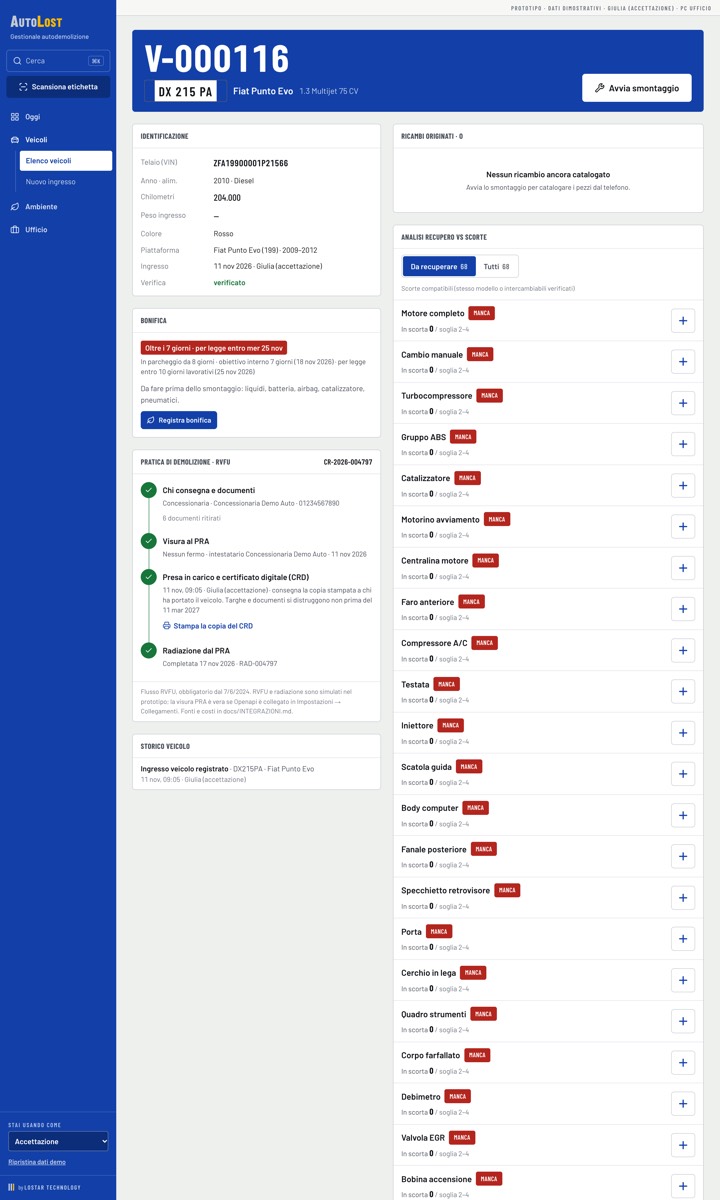 AUTOLOST
Gestionale autodemolizione
Cerca
⌘K
Scansiona etichetta
Oggi
Veicoli
Elenco veicoli
Nuovo ingresso
Ambiente
Ufficio
STAI USANDO COME
Accettazione
Ripristina dati demo
by LOSTAR TECHNOLOGY
PROTOTIPO · DATI DIMOSTRATIVI · GIULIA (ACCETTAZIONE) · PC UFFICIO
V-000116
DX 215 PA
Fiat Punto Evo 1.3 Multijet 75 CV
Avvia smontaggio
IDENTIFICAZIONE
Telaio (VIN) ZFA19900001P21566
Anno · alim. 2010 · Diesel
Chilometri 204.000
Peso ingresso —
Colore Rosso
Piattaforma Fiat Punto Evo (199) · 2009–2012
Ingresso 11 nov 2026 · Giulia (accettazione)
Verifica verificato
BONIFICA
Oltre i 7 giorni · per legge entro mer 25 nov
In parcheggio da 8 giorni · obiettivo interno 7 giorni (18 nov 2026) · per legge
entro 10 giorni lavorativi (25 nov 2026)
Da fare prima dello smontaggio: liquidi, batteria, airbag, catalizzatore,
pneumatici.
Registra bonifica
PRATICA DI DEMOLIZIONE · RVFU CR-2026-004797
Chi consegna e documenti
Concessionaria · Concessionaria Demo Auto · 01234567890
6 documenti ritirati
Visura al PRA
Nessun fermo · intestatario Concessionaria Demo Auto · 11 nov 2026
Presa in carico e certificato digitale (CRD)
11 nov, 09:05 · Giulia (accettazione) · consegna la copia stampata a chi
ha portato il veicolo. Targhe e documenti si distruggono non prima del
11 mar 2027
Stampa la copia del CRD
Radiazione dal PRA
Completata 17 nov 2026 · RAD-004797
Flusso RVFU, obbligatorio dal 7/6/2024. RVFU e radiazione sono simulati nel
prototipo; la visura PRA è vera se Openapi è collegato in Impostazioni →
Collegamenti. Fonti e costi in docs/INTEGRAZIONI.md.
STORICO VEICOLO
Ingresso veicolo registrato · DX215PA · Fiat Punto Evo
11 nov, 09:05 · Giulia (accettazione)
RICAMBI ORIGINATI · 0
Nessun ricambio ancora catalogato
Avvia lo smontaggio per catalogare i pezzi dal telefono.
ANALISI RECUPERO VS SCORTE
Da recuperare 68
Tutti 68
Scorte compatibili (stesso modello o intercambiabili verificati)
Motore completo MANCA
In scorta 0 / soglia 2–4
Cambio manuale MANCA
In scorta 0 / soglia 2–4
Turbocompressore MANCA
In scorta 0 / soglia 2–4
Gruppo ABS MANCA
In scorta 0 / soglia 2–4
Catalizzatore MANCA
In scorta 0 / soglia 2–4
Motorino avviamento MANCA
In scorta 0 / soglia 2–4
Centralina motore MANCA
In scorta 0 / soglia 2–4
Faro anteriore MANCA
In scorta 0 / soglia 2–4
Compressore A/C MANCA
In scorta 0 / soglia 2–4
Testata MANCA
In scorta 0 / soglia 2–4
Iniettore MANCA
In scorta 0 / soglia 2–4
Scatola guida MANCA
In scorta 0 / soglia 2–4
Body computer MANCA
In scorta 0 / soglia 2–4
Fanale posteriore MANCA
In scorta 0 / soglia 2–4
Specchietto retrovisore MANCA
In scorta 0 / soglia 2–4
Porta MANCA
In scorta 0 / soglia 2–4
Cerchio in lega MANCA
In scorta 0 / soglia 2–4
Quadro strumenti MANCA
In scorta 0 / soglia 2–4
Corpo farfallato MANCA
In scorta 0 / soglia 2–4
Debimetro MANCA
In scorta 0 / soglia 2–4
Valvola EGR MANCA
In scorta 0 / soglia 2–4
Bobina accensione MANCA
In scorta 0 / soglia 2–4